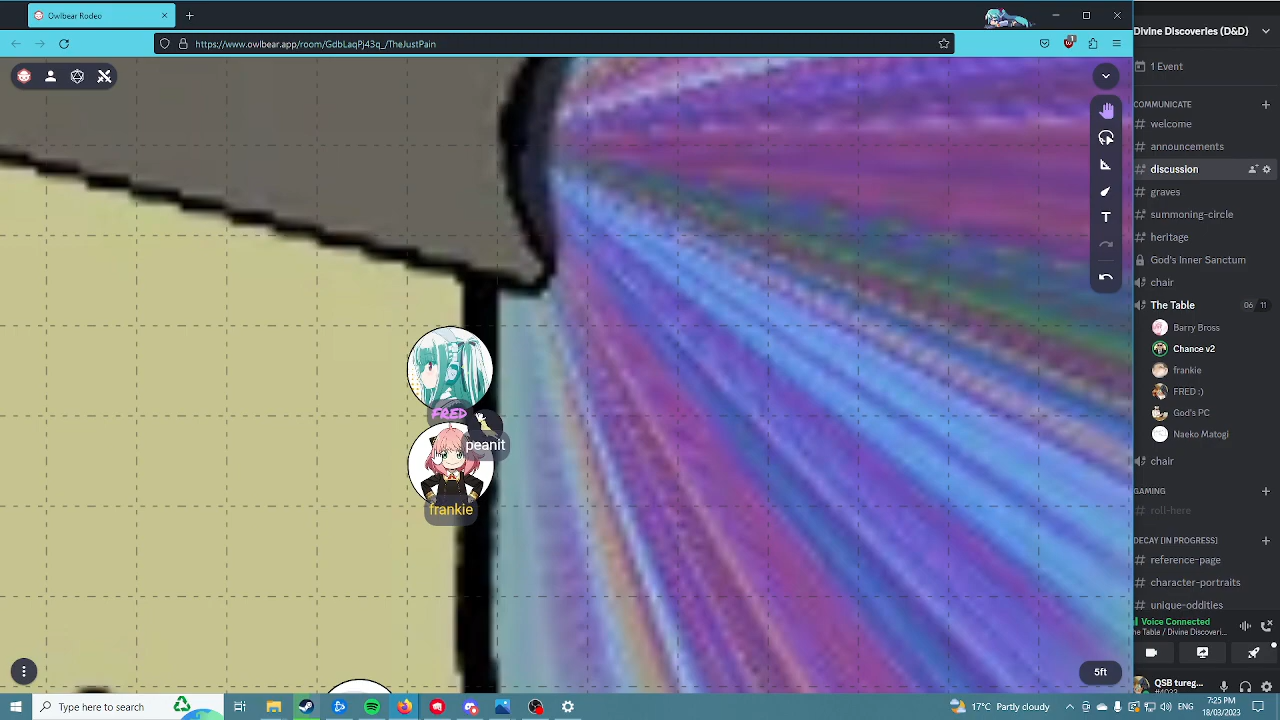 Owlbear Rodeo
https://www.owlbear.app/room/GdbLaqPj43q_/TheJustPain
FRED
peanit
frankie
5ft
Divine Discoveries (D&D)
1 Event
COMMUNICATE
welcome
announcements
discussion
graves
summoning-circle
heritage
God's Inner Sanctum
chair
The Table
06 11
Barry Bross
Chance v2
frankie
FRED :)
God's PC
Naeko Matogi
chair
GAMING
roll-here
DECAY [IN PROGRESS]
reference-page
character-portraits
unique-oddities
Voice Connected
he Table / Divine Discoveri...
QSB tureg...
Type here to search
17°C Partly cloudy
7:25 PM
18/03/2023